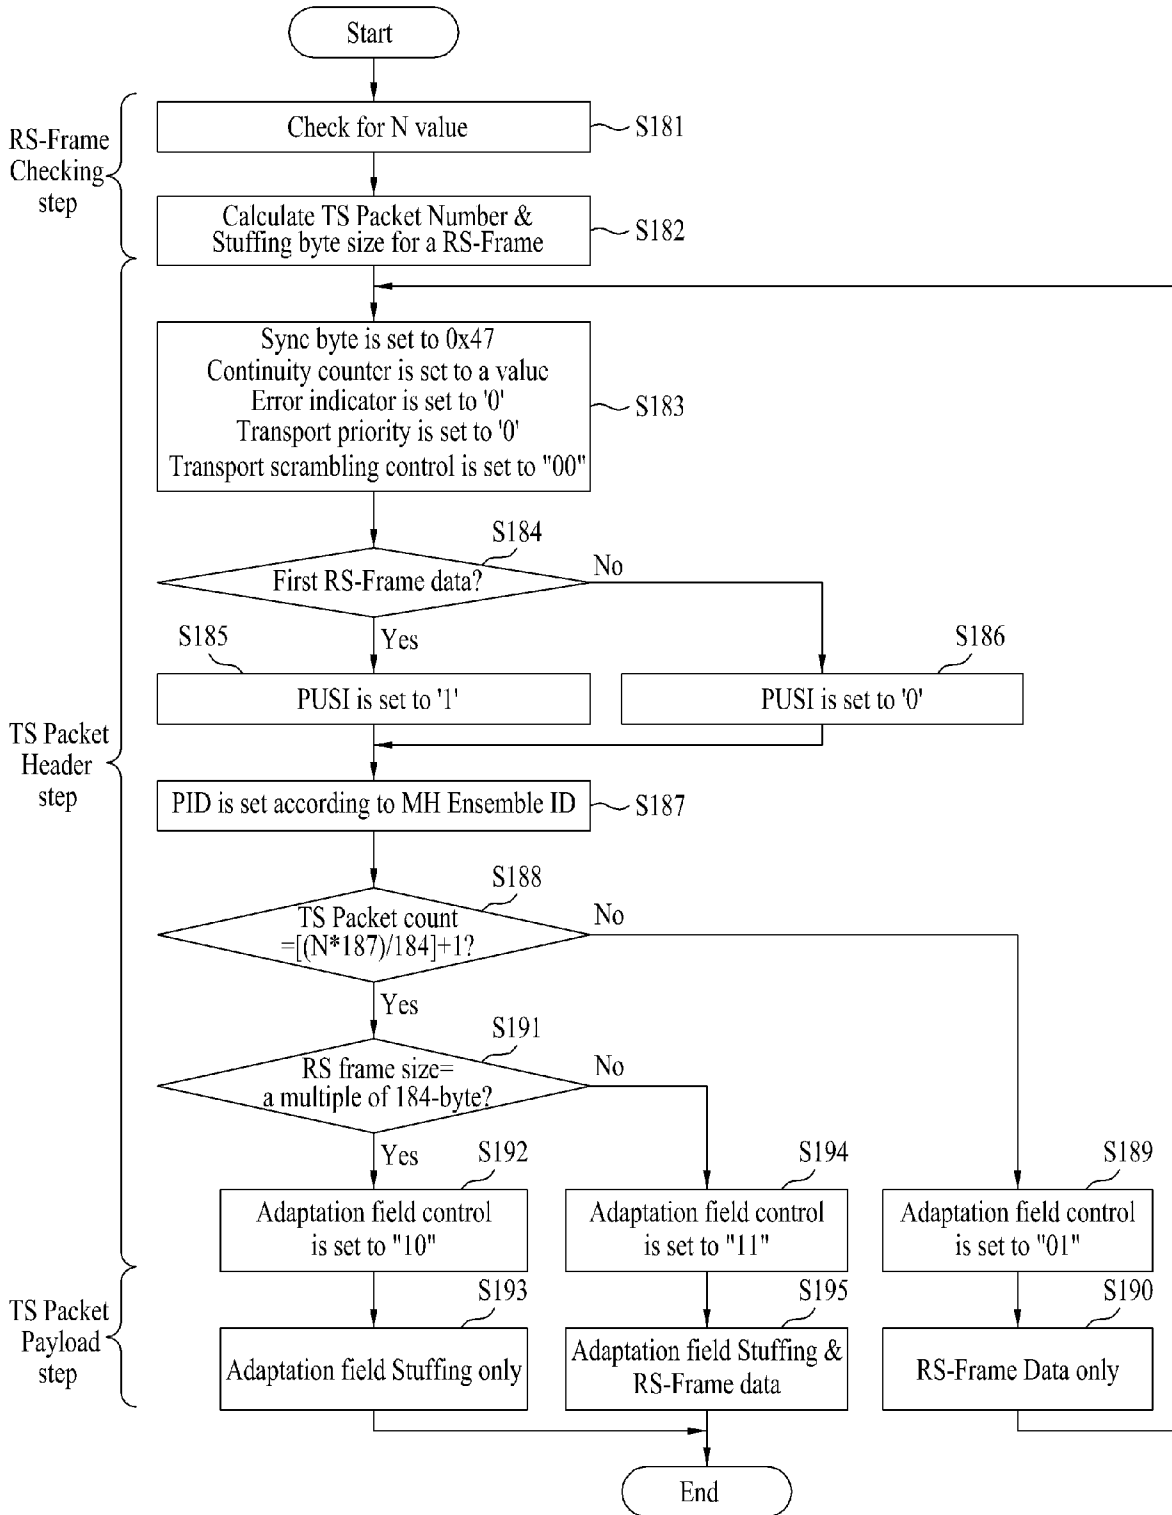 Start
RS-Frame
Checking
step
Check for N value
S181
Calculate TS Packet Number &
Stuffing byte size for a RS-Frame
S182
Sync byte is set to 0x47
Continuity counter is set to a value
Error indicator is set to '0'
Transport priority is set to '0'
Transport scrambling control is set to "00"
S183
S184
First RS-Frame data?
No
Yes
S185
S186
PUSI is set to '1'
PUSI is set to '0'
TS Packet
Header
step
PID is set according to MH Ensemble ID
S187
S188
TS Packet count
=[(N*187)/184]+1?
No
Yes
S191
RS frame size=
a multiple of 184-byte?
No
Yes
S192
S194
S189
Adaptation field control
is set to "10"
Adaptation field control
is set to "11"
Adaptation field control
is set to "01"
TS Packet
Payload
step
S193
S195
S190
Adaptation field Stuffing only
Adaptation field Stuffing &
RS-Frame data
RS-Frame Data only
End